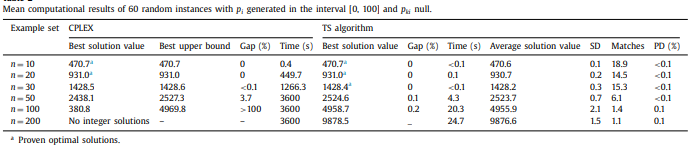 Mean computational results of 60 random instances with pi generated in the interval [0, 100] and pki null.
Example set CPLEX TS algorithm
Best solution value Best upper bound Gap (%) Time (s) Best solution value Gap (%) Time (s) Average solution value SD Matches PD (%)
n = 10 470.7a 470.7 0 0.4 470.7a 0 <0.1 470.6 0.1 18.9 <0.1
n = 20 931.0a 931.0 0 449.7 931.0a 0 <0.1 930.7 0.2 14.5 <0.1
n = 30 1428.5 1428.6 <0.1 1266.3 1428.4a 0 <0.1 1428.2 0.3 15.3 <0.1
n = 50 2438.1 2527.3 3.7 3600 2524.6 0.1 4.3 2523.7 0.7 6.1 <0.1
n = 100 380.8 4969.8 >100 3600 4958.7 0.2 20.3 4955.9 2.1 1.4 0.1
n = 200 No integer solutions – – 3600 9878.5 – 24.7 9876.6 1.5 1.1 0.1
a Proven optimal solutions.